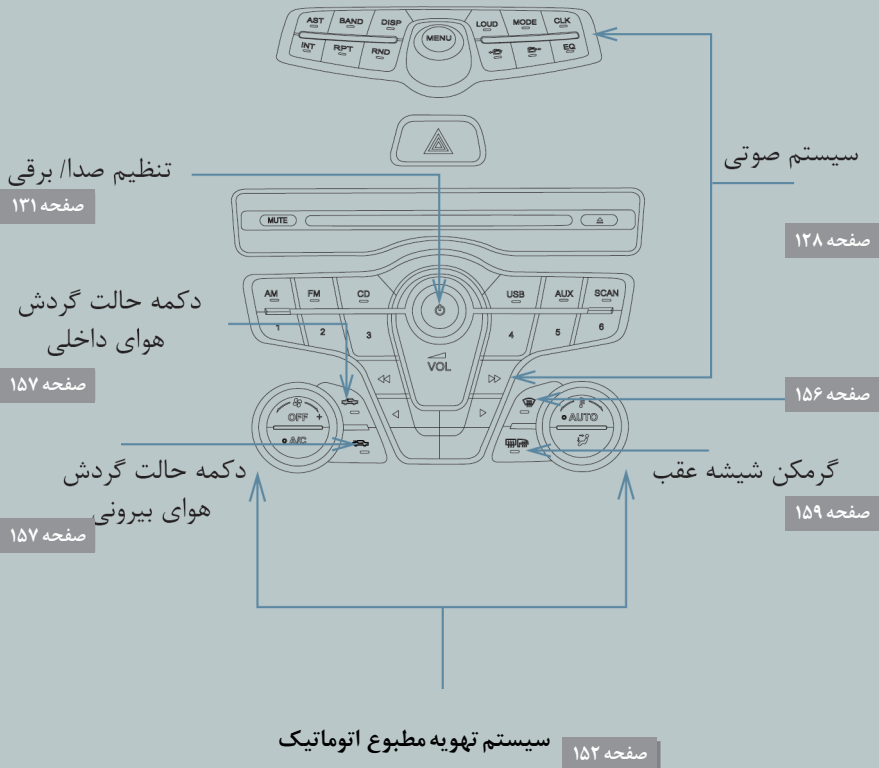 AST BAND DISP
INT RPT RND
MENU
LOUD MODE CLK
EQ
سیستم صوتی
صفحه ۱۲۸
تنظیم صدا/ برقی
صفحه ۱۳۱
MUTE
AM FM CD
1 2 3
USB AUX SCAN
4 5 6
VOL
دکمه حالت گردش
هوای داخلی
صفحه ۱۵۷
صفحه ۱۵۶
OFF +
A/C
AUTO
دکمه حالت گردش
هوای بیرونی
صفحه ۱۵۷
گرمکن شیشه عقب
صفحه ۱۵۹
سیستم تهویه مطبوع اتوماتیک
صفحه ۱۵۲